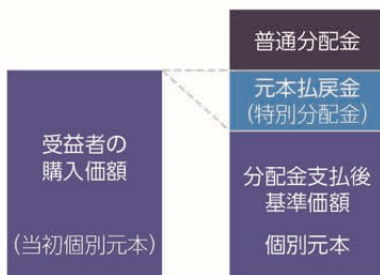 受益者の
購入価額
(当初個別元本)
普通分配金
元本払戻金
(特別分配金)
分配金支払後
基準価額
個別元本